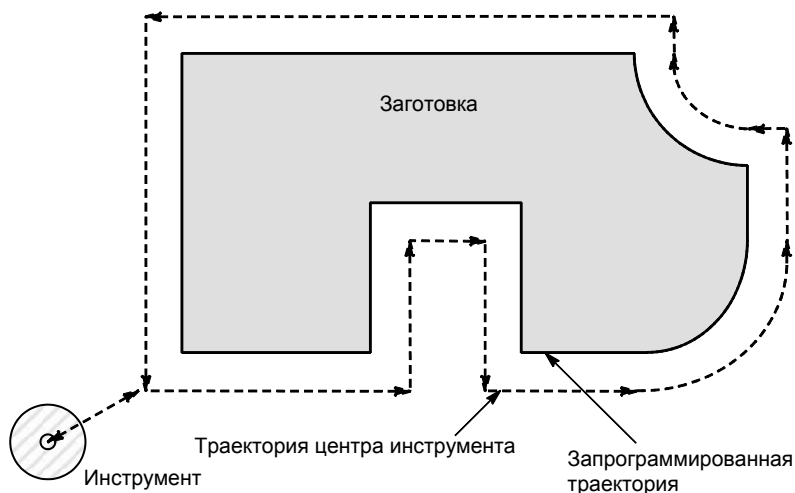 Заготовка
Траектория центра инструмента
Инструмент
Запрограммированная
траектория